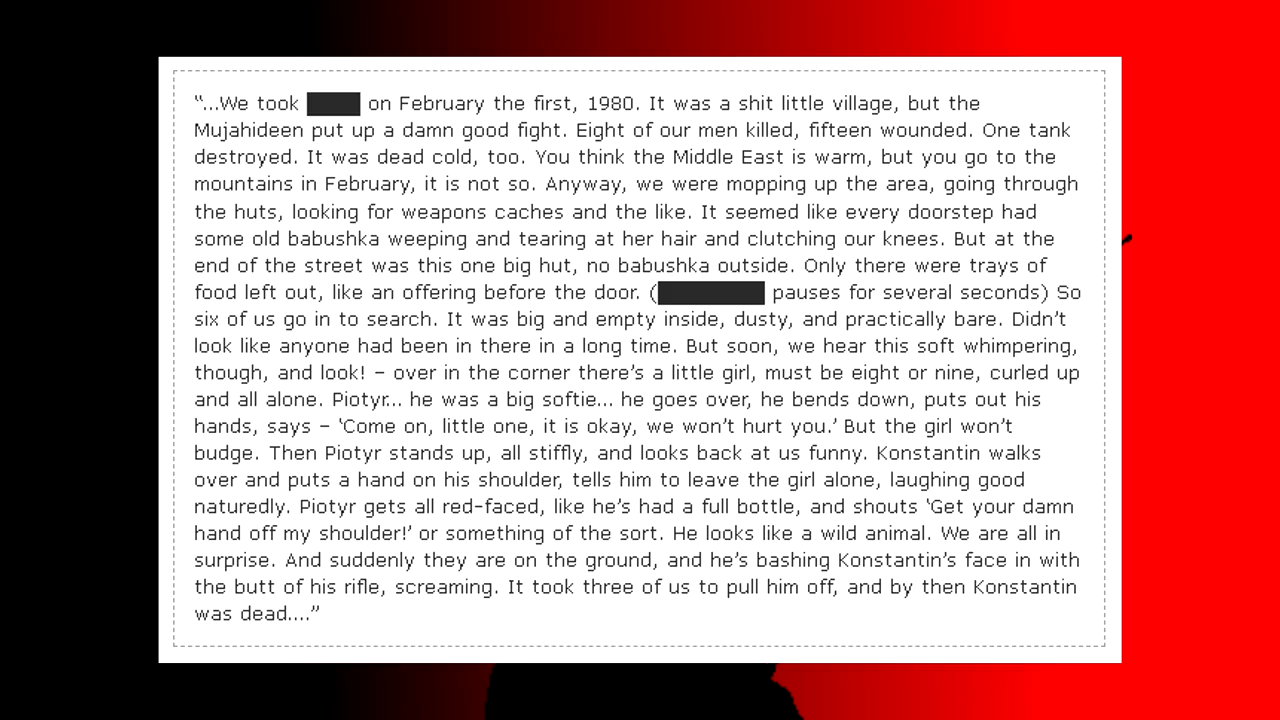 “...We took on February the first, 1980. It was a shit little village, but the
Mujahideen put up a damn good fight. Eight of our men killed, fifteen wounded. One tank
destroyed. It was dead cold, too. You think the Middle East is warm, but you go to the
mountains in February, it is not so. Anyway, we were mopping up the area, going through
the huts, looking for weapons caches and the like. It seemed like every doorstep had
some old babushka weeping and tearing at her hair and clutching our knees. But at the
end of the street was this one big hut, no babushka outside. Only there were trays of
food left out, like an offering before the door. ( pauses for several seconds) So
six of us go in to search. It was big and empty inside, dusty, and practically bare. Didn’t
look like anyone had been in there in a long time. But soon, we hear this soft whimpering,
though, and look! – over in the corner there’s a little girl, must be eight or nine, curled up
and all alone. Piotyr... he was a big softie... he goes over, he bends down, puts out his
hands, says – ‘Come on, little one, it is okay, we won’t hurt you.’ But the girl won’t
budge. Then Piotyr stands up, all stiffly, and looks back at us funny. Konstantin walks
over and puts a hand on his shoulder, tells him to leave the girl alone, laughing good
naturedly. Piotyr gets all red-faced, like he’s had a full bottle, and shouts ‘Get your damn
hand off my shoulder!’ or something of the sort. He looks like a wild animal. We are all in
surprise. And suddenly they are on the ground, and he’s bashing Konstantin’s face in with
the butt of his rifle, screaming. It took three of us to pull him off, and by then Konstantin
was dead....”